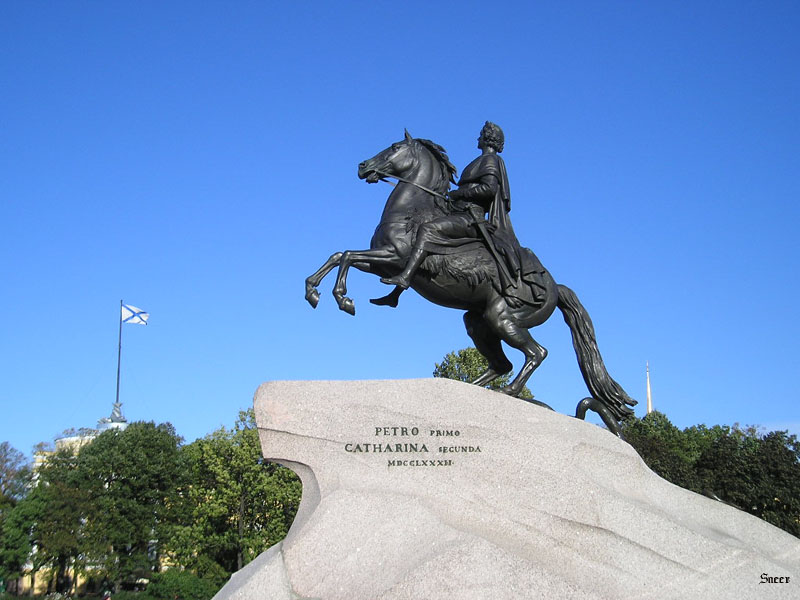 PETRO PRIMO
CATHARINA SECUNDA
MDCCLXXXII.
Sneer